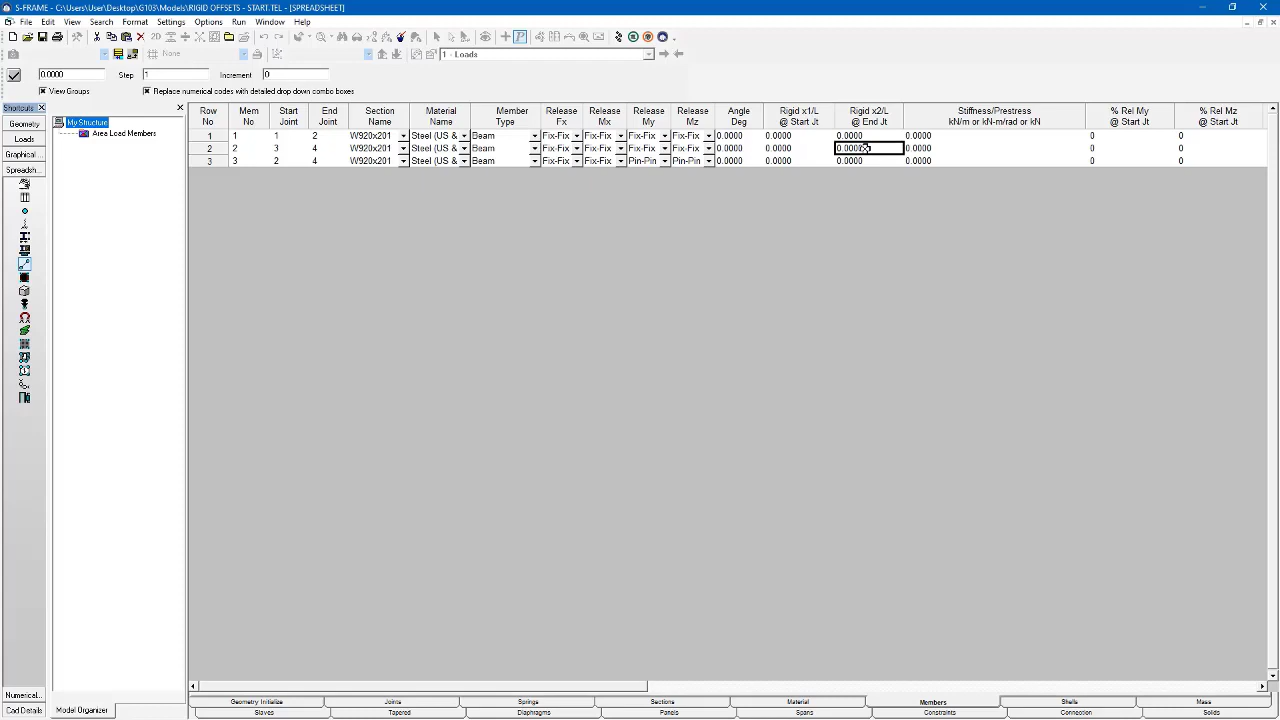 S-FRAME - C:\Users\User\Desktop\G103\Models\RIGID OFFSETS - START.TEL - [SPREADSHEET]
File Edit View Search Format Settings Options Run Window Help
None
1 - Loads
0.0000 Step 1 Increment 0
View Groups Replace numerical codes with detailed drop down combo boxes
Shortcuts
Geometry
Loads
Graphical ...
Spreadsh...
Numerical...
Cad Details
My Structure
Area Load Members
Model Organizer
Row No Mem No Start Joint End Joint Section Name Material Name Member Type Release Fx Release Mx Release My Release Mz Angle Deg Rigid x1/L @ Start Jt Rigid x2/L @ End Jt Stiffness/Prestress kN/m or kN-m/rad or kN % Rel My @ Start Jt % Rel Mz @ Start Jt
1 1 1 2 W920x201 Steel (US & Beam Fix-Fix Fix-Fix Fix-Fix Fix-Fix 0.0000 0.0000 0.0000 0.0000 0 0
2 2 3 4 W920x201 Steel (US & Beam Fix-Fix Fix-Fix Fix-Fix Fix-Fix 0.0000 0.0000 0.0000 0.0000 0 0
3 3 2 4 W920x201 Steel (US & Beam Fix-Fix Fix-Fix Pin-Pin Pin-Pin 0.0000 0.0000 0.0000 0.0000 0 0
Geometry Initialize Joints Springs Sections Material Members Shells Mass
Slaves Tapered Diaphragms Panels Spans Constraints Connection Solids